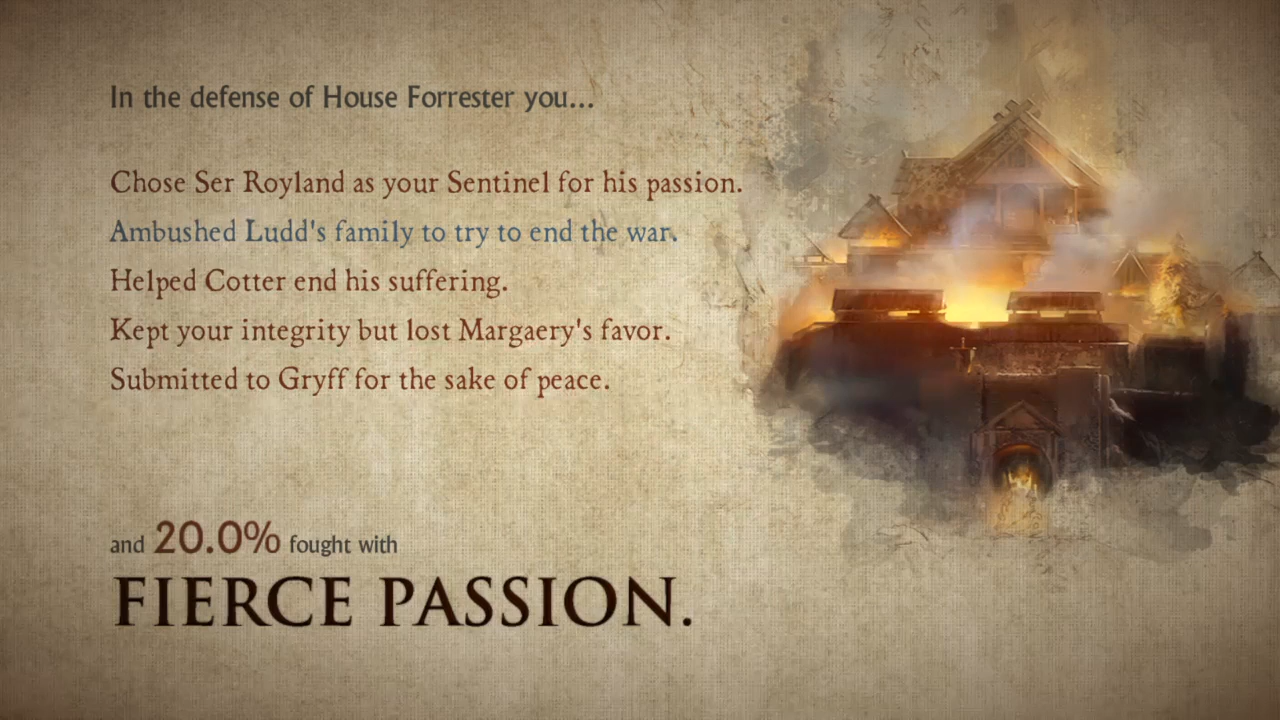 In the defense of House Forrester you...
Chose Ser Royland as your Sentinel for his passion.
Ambushed Ludd's family to try to end the war.
Helped Cotter end his suffering.
Kept your integrity but lost Margaery's favor.
Submitted to Gryff for the sake of peace.
and 20.0% fought with
FIERCE PASSION.